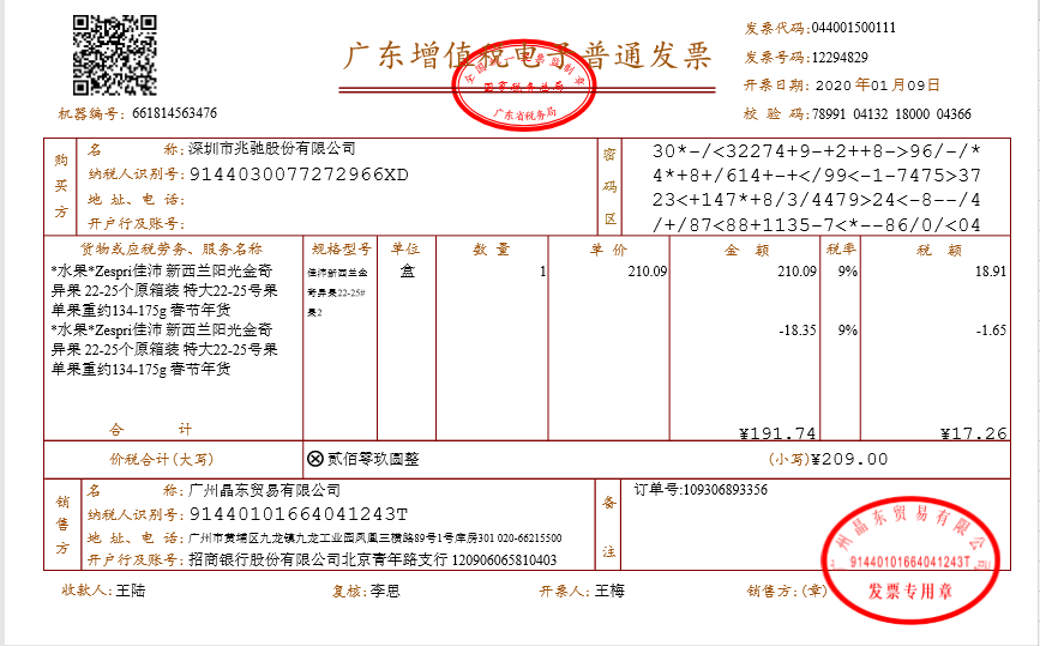 广东增值税电子普通发票
全国统一发票监制章
国家税务总局
广东省税务局
发票代码:044001500111
发票号码:12294829
开票日期: 2020 年01 月09日
校 验 码:78991 04132 18000 04366
机器编号: 661814563476
购买方
名 称: 深圳市兆驰股份有限公司
纳税人识别号: 9144030077272966XD
地 址、电 话:
开户行及账号:
密码区
30*-/<32274+9-+2++8->96/-/*
4*+8+/614+-+</99<-1-7475>37
23<+147*+8/3/4479>24<-8--/4
/+/87<88+1135-7<*--86/0/<04
货物或应税劳务、服务名称 规格型号 单位 数 量 单 价 金 额 税率 税 额
*水果*Zespri佳沛 新西兰阳光金奇 佳沛新西兰金 盒 1 210.09 210.09 9% 18.91
异果 22-25个原箱装 特大22-25号果 奇异果22-25#
单果重约134-175g 春节年货 果2
*水果*Zespri佳沛 新西兰阳光金奇 -18.35 9% -1.65
异果 22-25个原箱装 特大22-25号果
单果重约134-175g 春节年货
合 计 ¥191.74 ¥17.26
价税合计(大写) ⊗贰佰零玖圆整 (小写)¥209.00
销售方
名 称: 广州晶东贸易有限公司
纳税人识别号: 91440101664041243T
地 址、电 话: 广州市黄埔区九龙镇九龙工业园凤凰三横路89号1号库房301 020-66215500
开户行及账号: 招商银行股份有限公司北京青年路支行 120906065810403
备注
订单号:109306893356
收款人: 王陆 复核: 李思 开票人: 王梅 销售方: (章)
广州晶东贸易有限公司
91440101664041243T
发票专用章